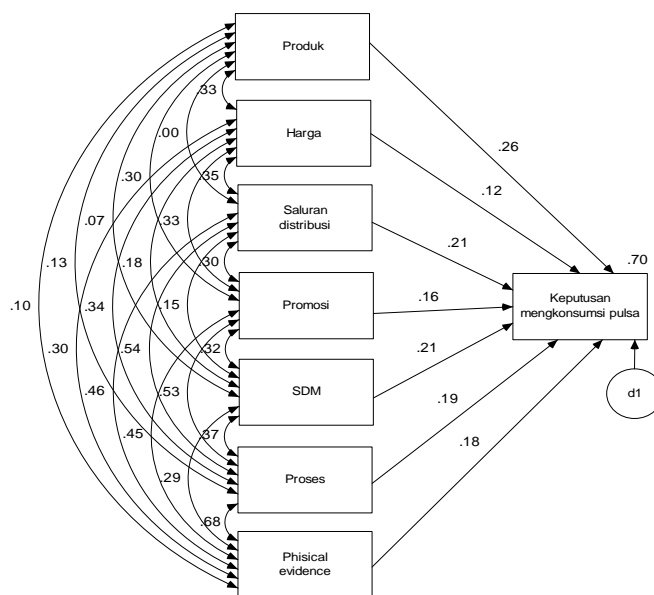 Produk
.33
Harga
.00
.26
.30
.35
.12
.07
.33
Saluran
distribusi
.13
.18
.21
.70
.10
.34
.15
.30
Promosi
.16
Keputusan
mengkonsumsi pulsa
.30
.54
.32
.21
.46
.53
SDM
d1
.45
.37
.19
.29
Proses
.18
.68
Phisical
evidence